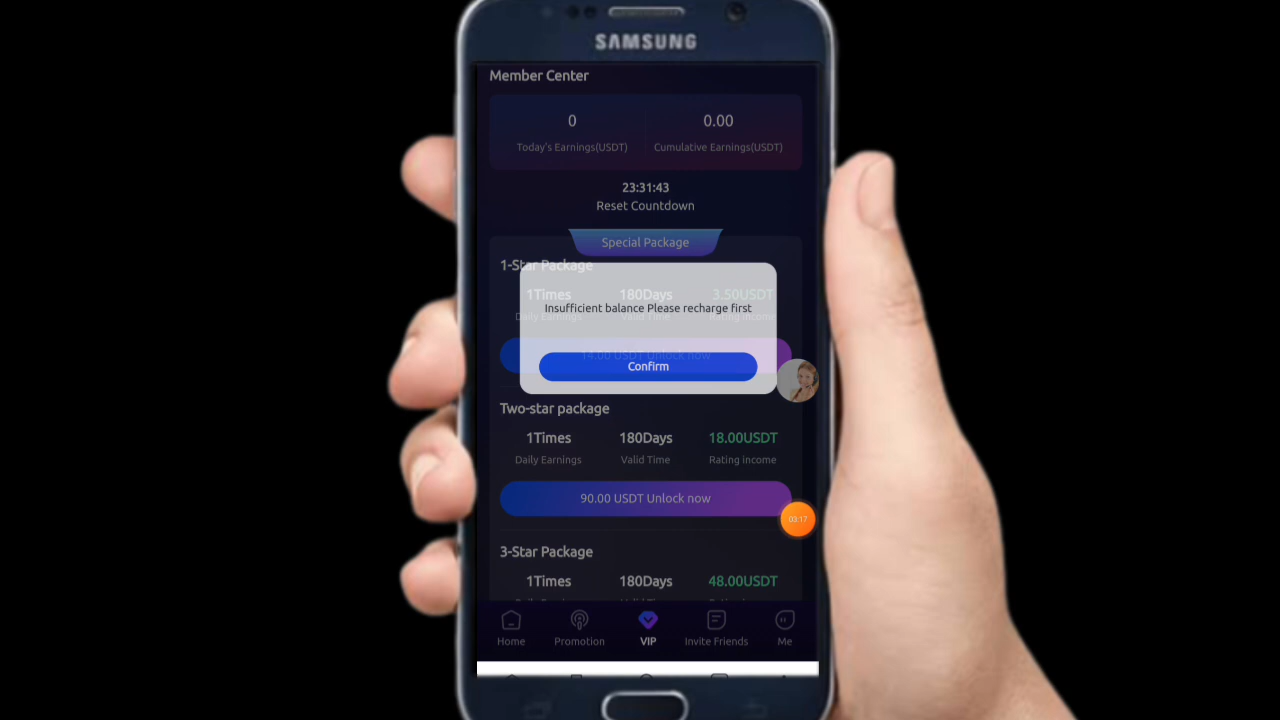 SAMSUNG
Member Center
0
0.00
Today's Earnings(USDT)
Cumulative Earnings(USDT)
23:31:43
Reset Countdown
Special Package
1-Star Package
1Times
180Days
3.50USDT
Insufficient balance Please recharge first
14.00 USDT Unlock now
Confirm
Two-star package
1Times
180Days
18.00USDT
Daily Earnings
Valid Time
Rating income
90.00 USDT Unlock now
03:17
3-Star Package
1Times
180Days
48.00USDT
Home
Promotion
VIP
Invite Friends
Me